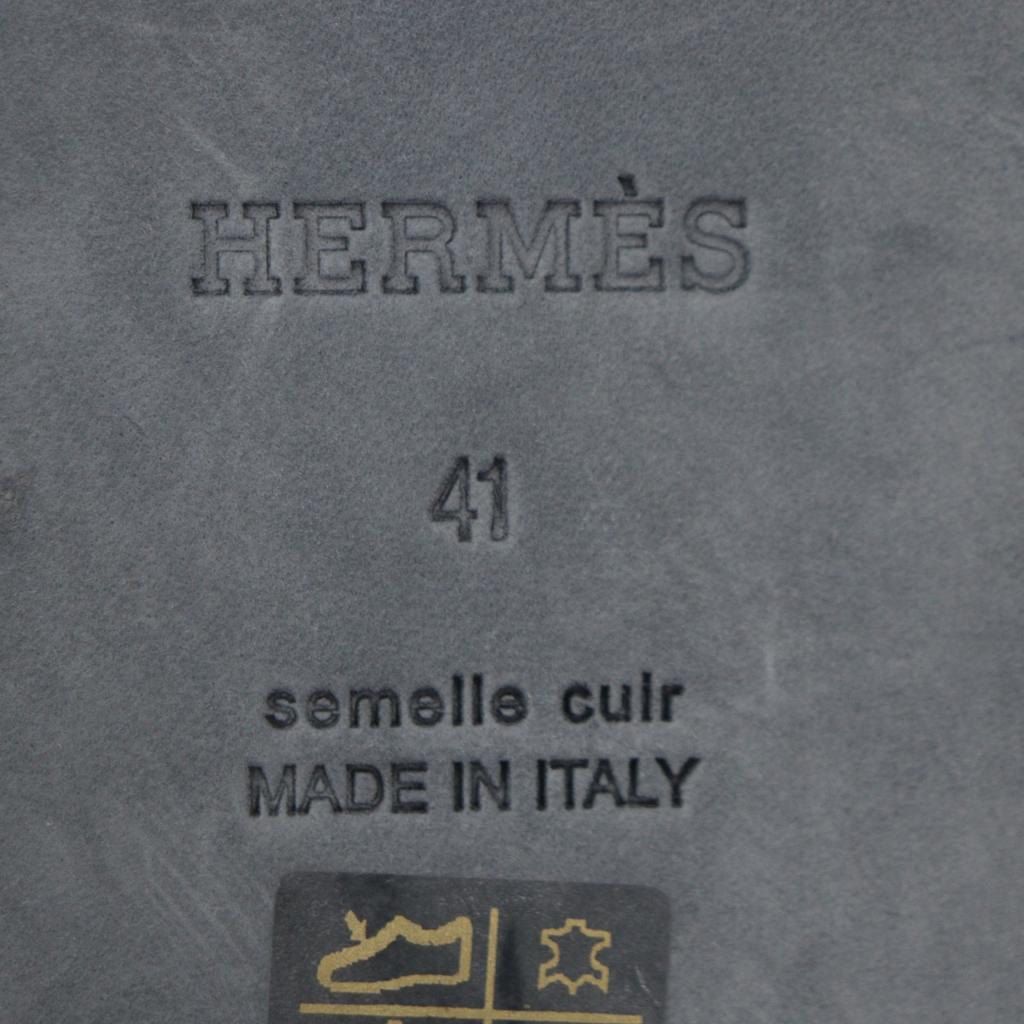 HERMÈS
41
semelle cuir
MADE IN ITALY